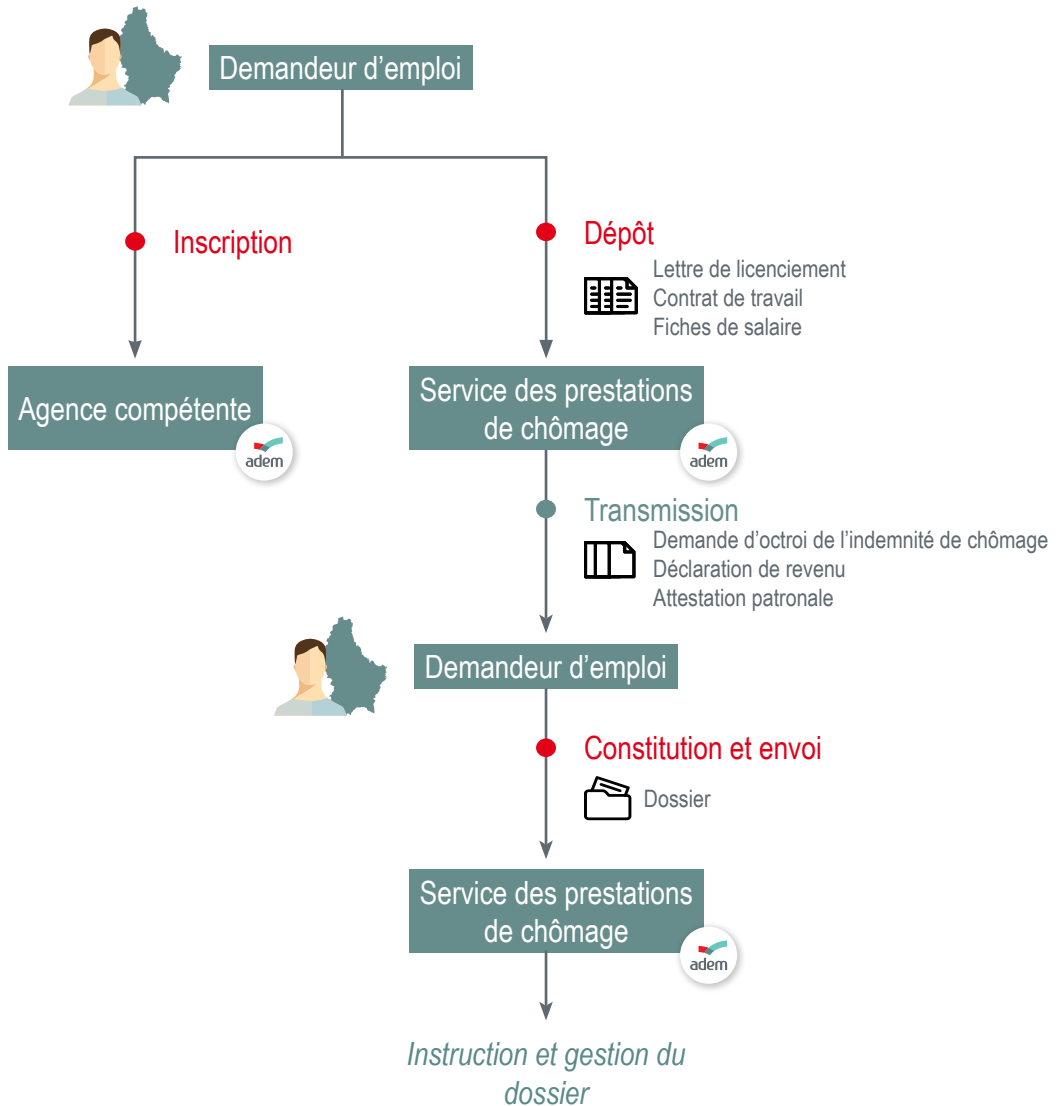 Demandeur d’emploi
Inscription
Dépôt
Lettre de licenciement
Contrat de travail
Fiches de salaire
Agence compétente
adem
Service des prestations
de chômage
adem
Transmission
Demande d’octroi de l’indemnité de chômage
Déclaration de revenu
Attestation patronale
Demandeur d’emploi
Constitution et envoi
Dossier
Service des prestations
de chômage
adem
Instruction et gestion du
dossier